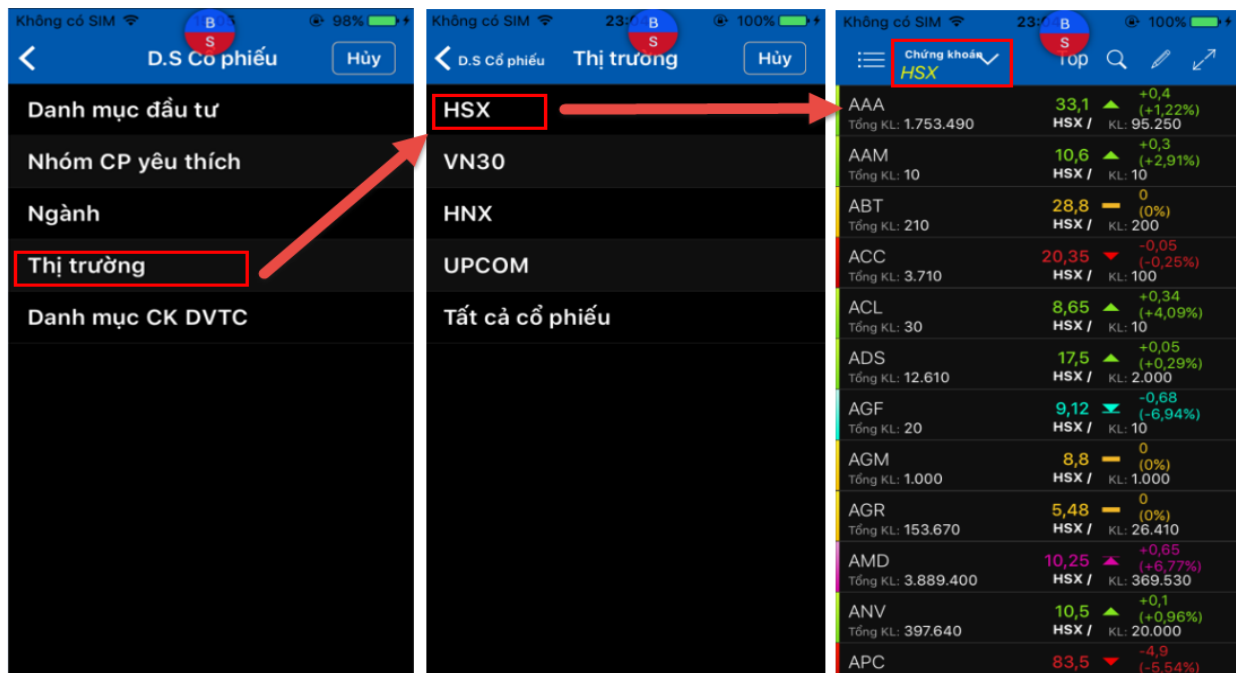 Không có SIM
B
S
98%
D.S Cổ phiếu
Hủy
Danh mục đầu tư
Nhóm CP yêu thích
Ngành
Thị trường
Danh mục CK DVTC
Không có SIM
B
S
100%
D.S Cổ phiếu
Thị trường
Hủy
HSX
VN30
HNX
UPCOM
Tất cả cổ phiếu
Không có SIM
B
S
100%
Chứng khoán
HSX
Top
AAA 33,1 +0,4
(+1,22%)
Tổng KL: 1.753.490 HSX / KL: 95.250
AAM 10,6 +0,3
(+2,91%)
Tổng KL: 10 HSX / KL: 10
ABT 28,8 0
(0%)
Tổng KL: 210 HSX / KL: 200
ACC 20,35 -0,05
(-0,25%)
Tổng KL: 3.710 HSX / KL: 100
ACL 8,65 +0,34
(+4,09%)
Tổng KL: 30 HSX / KL: 10
ADS 17,5 +0,05
(+0,29%)
Tổng KL: 12.610 HSX / KL: 2.000
AGF 9,12 -0,68
(-6,94%)
Tổng KL: 20 HSX / KL: 10
AGM 8,8 0
(0%)
Tổng KL: 1.000 HSX / KL: 1.000
AGR 5,48 0
(0%)
Tổng KL: 153.670 HSX / KL: 26.410
AMD 10,25 +0,65
(+6,77%)
Tổng KL: 3.889.400 HSX / KL: 369.530
ANV 10,5 +0,1
(+0,96%)
Tổng KL: 397.640 HSX / KL: 20.000
APC 83,5 -4,9
(-5,54%)